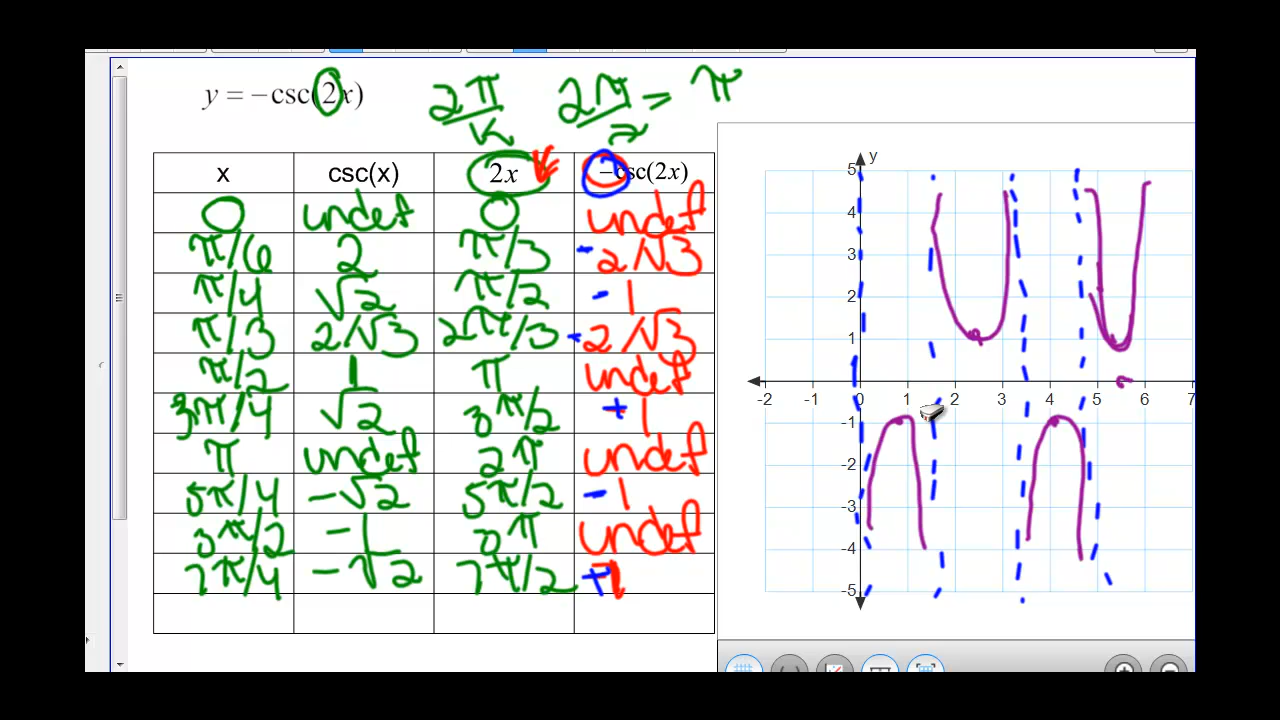 y = −csc(2x) 2π/k 2π/2 = π
x csc(x) 2x −csc(2x)
0 undef 0 undef
π/6 2 π/3 - 2/√3
π/4 √2 π/2 - 1
π/3 2/√3 2π/3 - 2/√3
π/2 1 π undef
3π/4 √2 3π/2 + 1
π undef 2π undef
5π/4 -√2 5π/2 - 1
3π/2 -1 3π undef
7π/4 -√2 7π/2 +1
y
5
4
3
2
1
-2 -1 0 1 2 3 4 5 6 7
-1
-2
-3
-4
-5